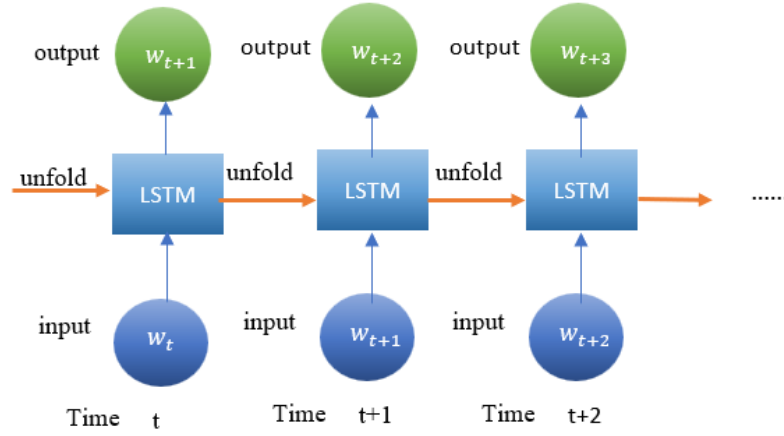 output w_{t+1} output w_{t+2} output w_{t+3}
unfold LSTM unfold LSTM unfold LSTM ......
input w_t input w_{t+1} input w_{t+2}
Time t Time t+1 Time t+2